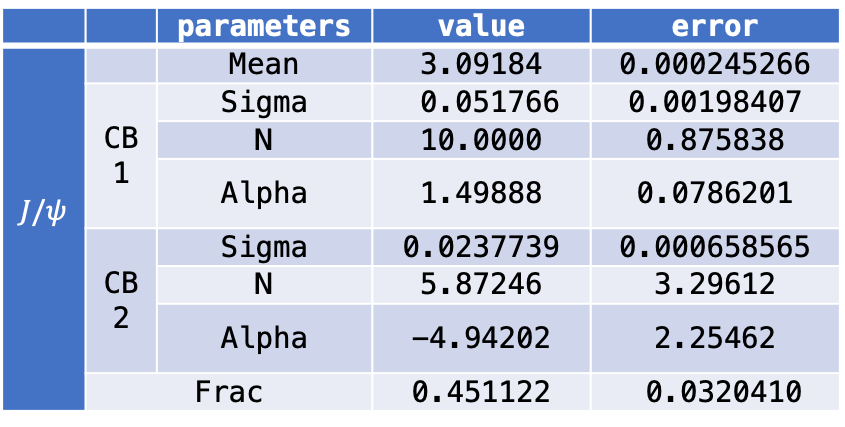 parameters value error
Mean 3.09184 0.000245266
Sigma 0.051766 0.00198407
CB
1
N 10.0000 0.875838
Alpha 1.49888 0.0786201
J/ψ
Sigma 0.0237739 0.000658565
CB
2
N 5.87246 3.29612
Alpha −4.94202 2.25462
Frac 0.451122 0.0320410